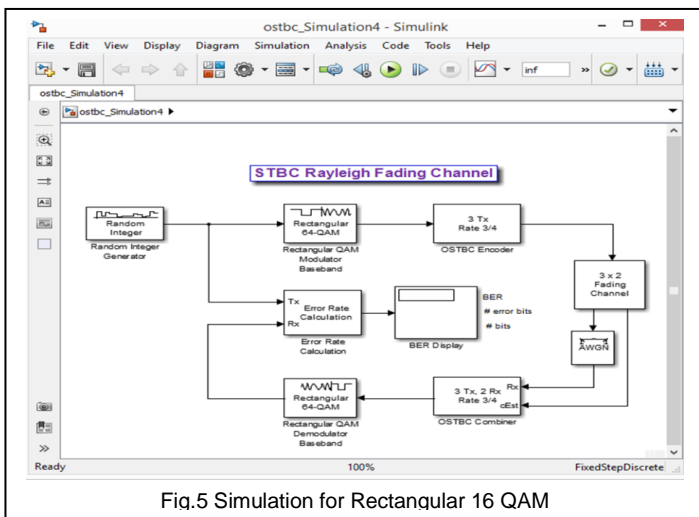 ostbc_Simulation4 - Simulink
File Edit View Display Diagram Simulation Analysis Code Tools Help
inf
ostbc_Simulation4
ostbc_Simulation4
STBC Rayleigh Fading Channel
Random
Integer
Random Integer
Generator
Rectangular
64-QAM
Rectangular QAM
Modulator
Baseband
3 Tx
Rate 3/4
OSTBC Encoder
3 x 2
Fading
Channel
Tx
Rx
Error Rate
Calculation
Error Rate
Calculation
BER
# error bits
# bits
BER Display
AWGN
Rectangular
64-QAM
Rectangular QAM
Demodulator
Baseband
3 Tx, 2 Rx
Rate 3/4
Rx
cEst
OSTBC Combiner
Ready 100% FixedStepDiscrete
Fig.5 Simulation for Rectangular 16 QAM